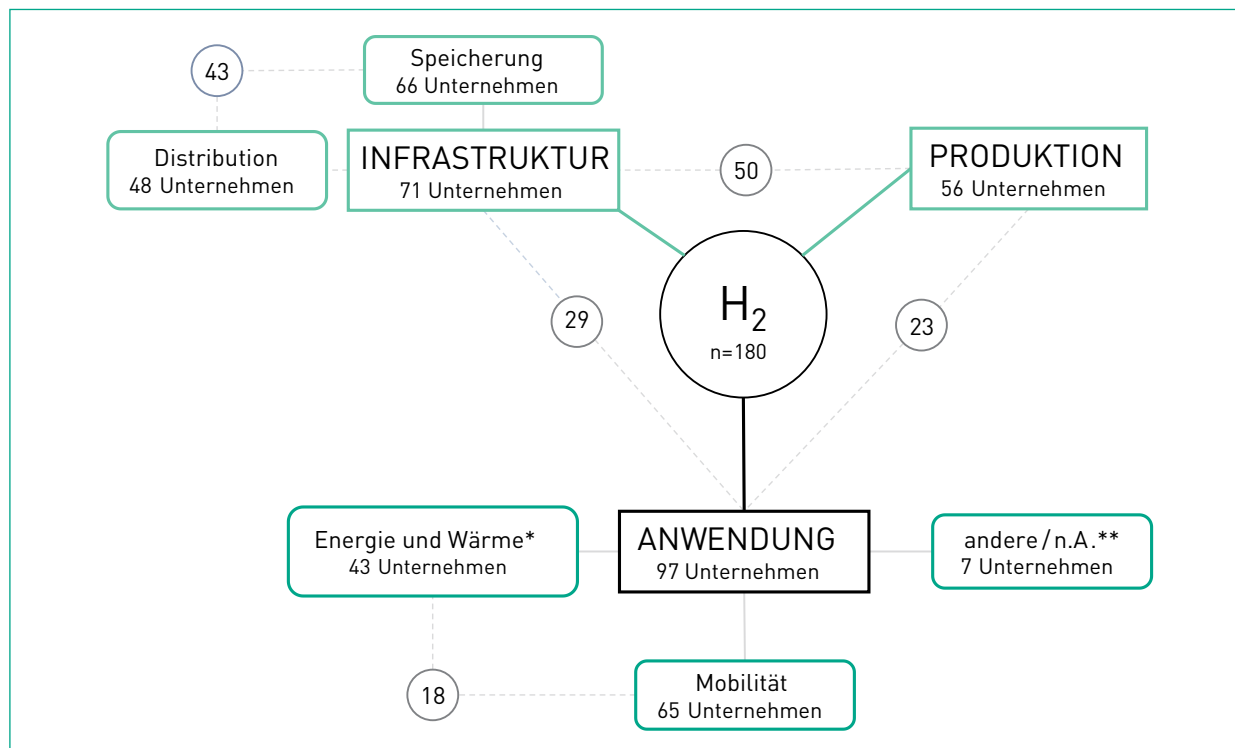 Speicherung
66 Unternehmen
43
Distribution
48 Unternehmen
INFRASTRUKTUR
71 Unternehmen
50
PRODUKTION
56 Unternehmen
29
H₂
n=180
23
Energie und Wärme*
43 Unternehmen
ANWENDUNG
97 Unternehmen
andere/n.A.**
7 Unternehmen
18
Mobilität
65 Unternehmen